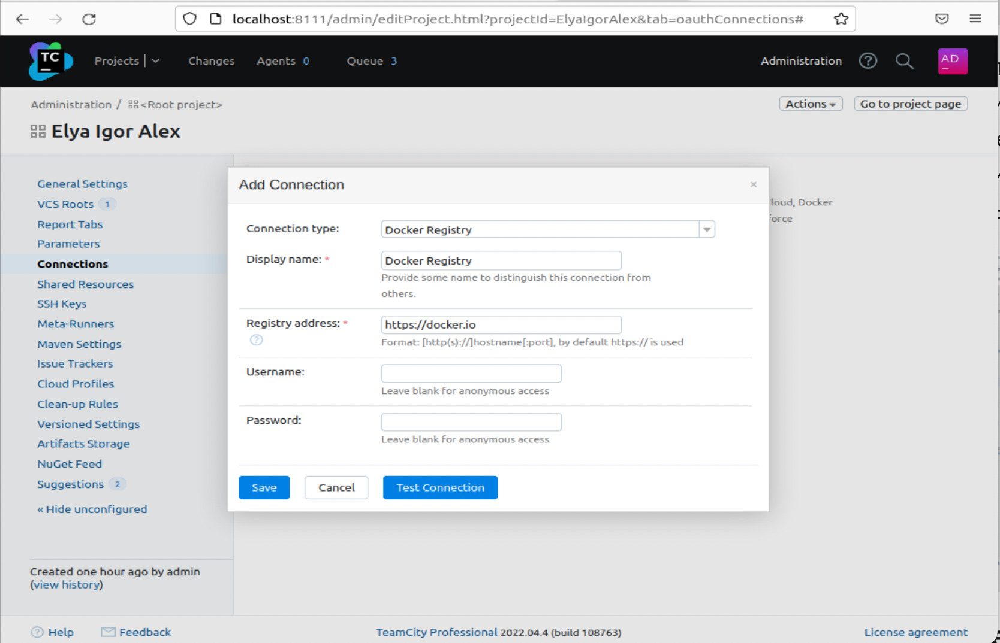 localhost:8111/admin/editProject.html?projectId=ElyaIgorAlex&tab=oauthConnections#
TC
Projects
Changes
Agents 0
Queue 3
Administration
AD
Administration / <Root project>
Actions
Go to project page
Elya Igor Alex
General Settings
VCS Roots 1
Report Tabs
Parameters
Connections
Shared Resources
SSH Keys
Meta-Runners
Maven Settings
Issue Trackers
Cloud Profiles
Clean-up Rules
Versioned Settings
Artifacts Storage
NuGet Feed
Suggestions 2
« Hide unconfigured
Created one hour ago by admin
(view history)
Add Connection
×
loud, Docker
force
Connection type:
Docker Registry
Display name: *
Docker Registry
Provide some name to distinguish this connection from
others.
Registry address: *
?
https://docker.io
Format: [http(s)://]hostname[:port], by default https:// is used
Username:
Leave blank for anonymous access
Password:
Leave blank for anonymous access
Save
Cancel
Test Connection
Help
Feedback
TeamCity Professional 2022.04.4 (build 108763)
License agreement